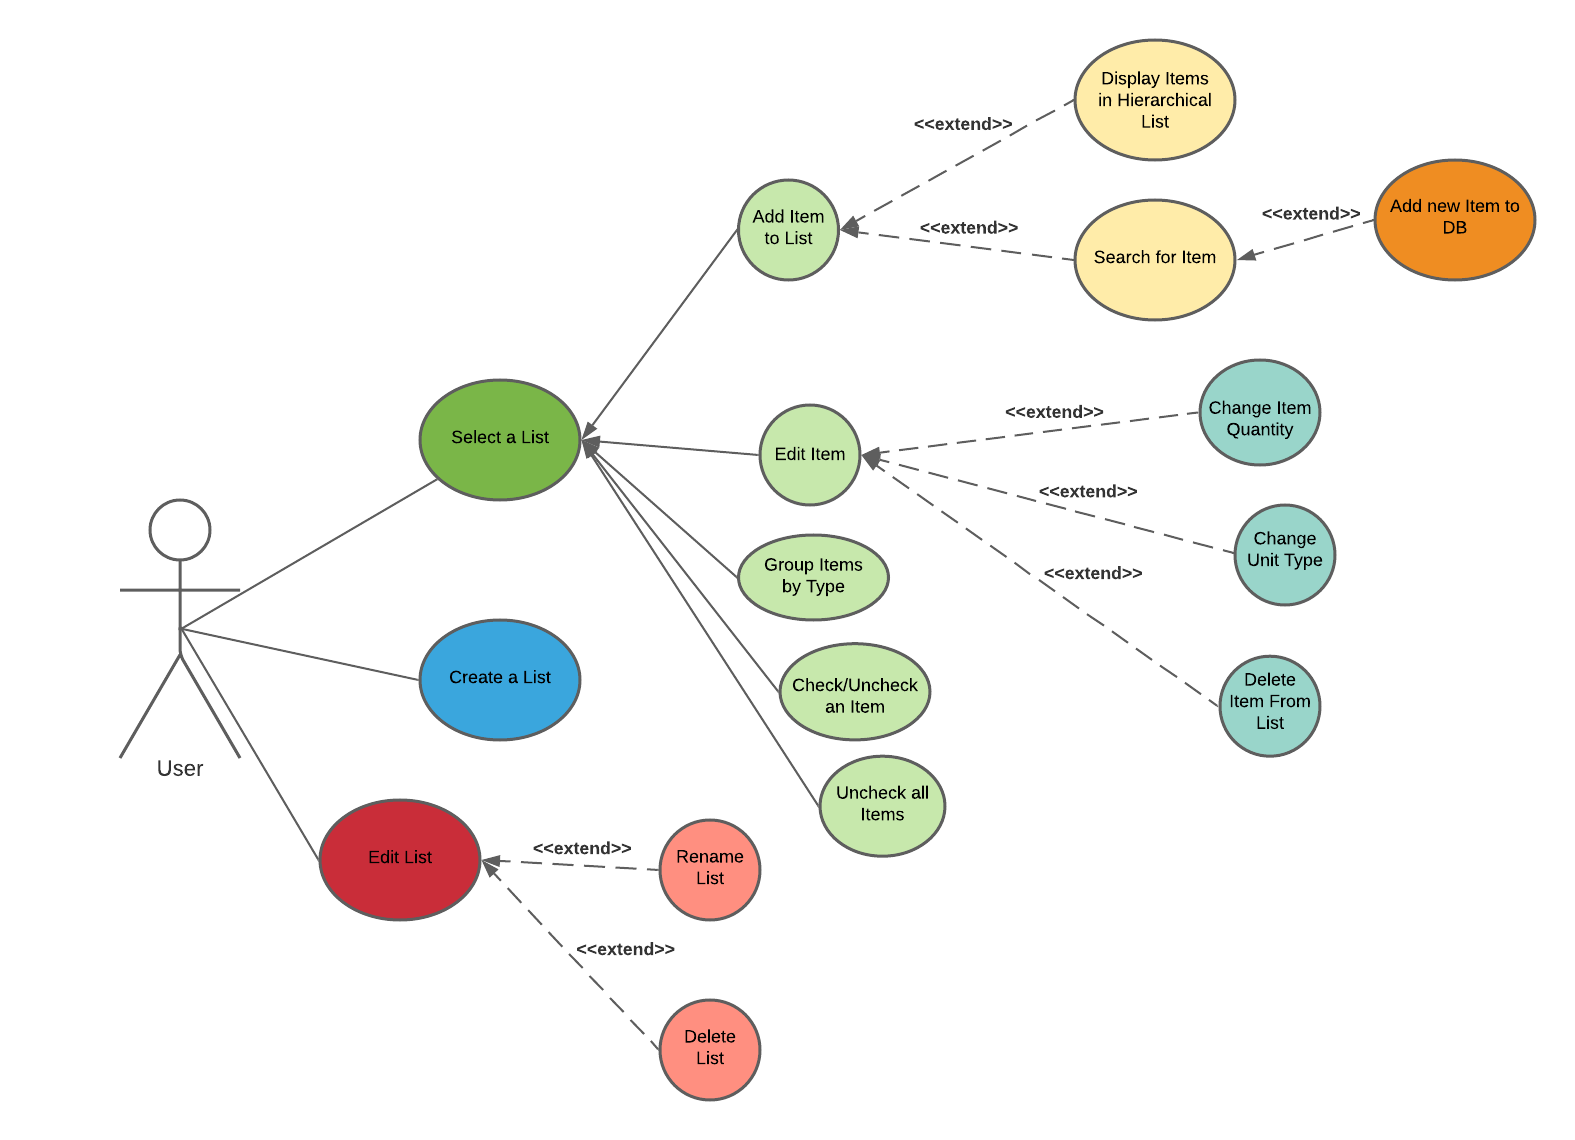 Display Items
in Hierarchical
List
<<extend>>
Add Item
to List
<<extend>>
Search for Item
<<extend>>
Add new Item to
DB
Select a List
Edit Item
<<extend>>
Change Item
Quantity
<<extend>>
Change
Unit Type
<<extend>>
Delete
Item From
List
Group Items
by Type
Check/Uncheck
an Item
Uncheck all
Items
Create a List
User
Edit List
<<extend>>
Rename
List
<<extend>>
Delete
List